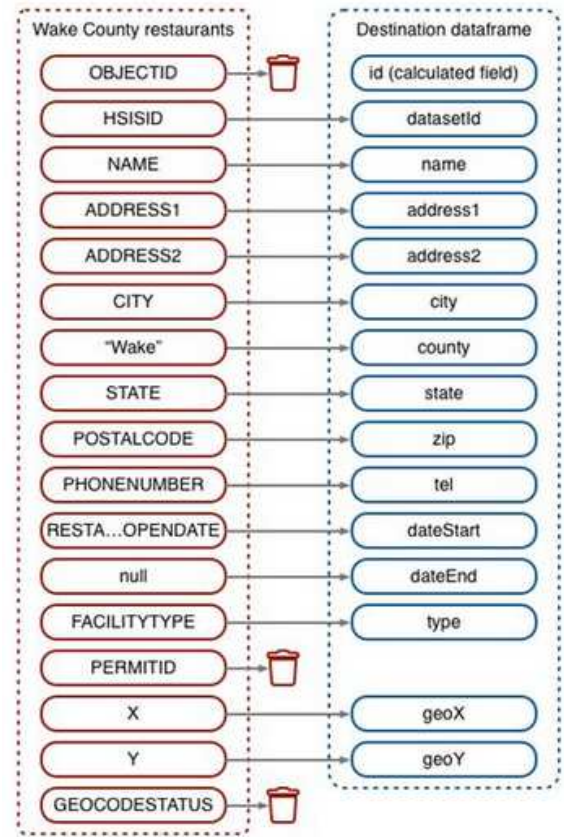 Wake County restaurants Destination dataframe
OBJECTID id (calculated field)
HSISID datasetId
NAME name
ADDRESS1 address1
ADDRESS2 address2
CITY city
“Wake” county
STATE state
POSTALCODE zip
PHONENUMBER tel
RESTA...OPENDATE dateStart
null dateEnd
FACILITYTYPE type
PERMITID
X geoX
Y geoY
GEOCODESTATUS